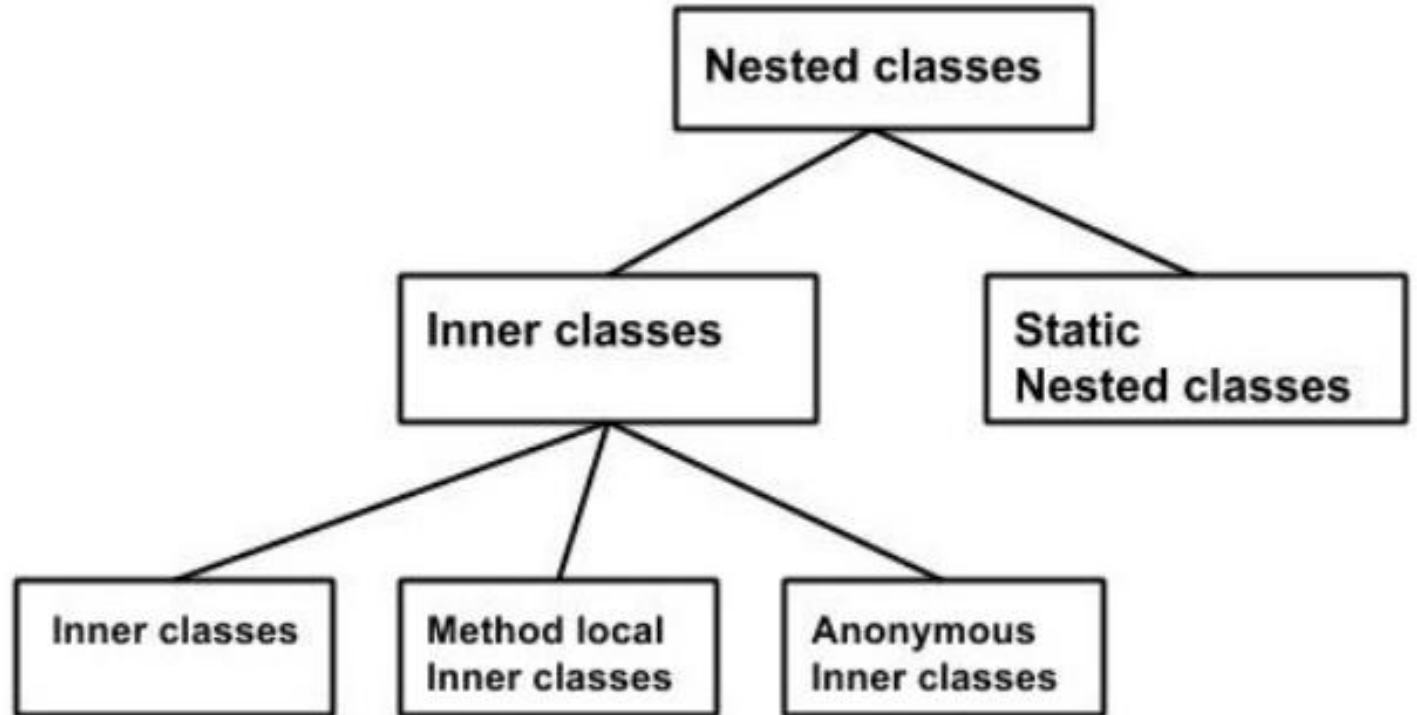 Nested classes
Inner classes
Static
Nested classes
Inner classes
Method local
Inner classes
Anonymous
Inner classes